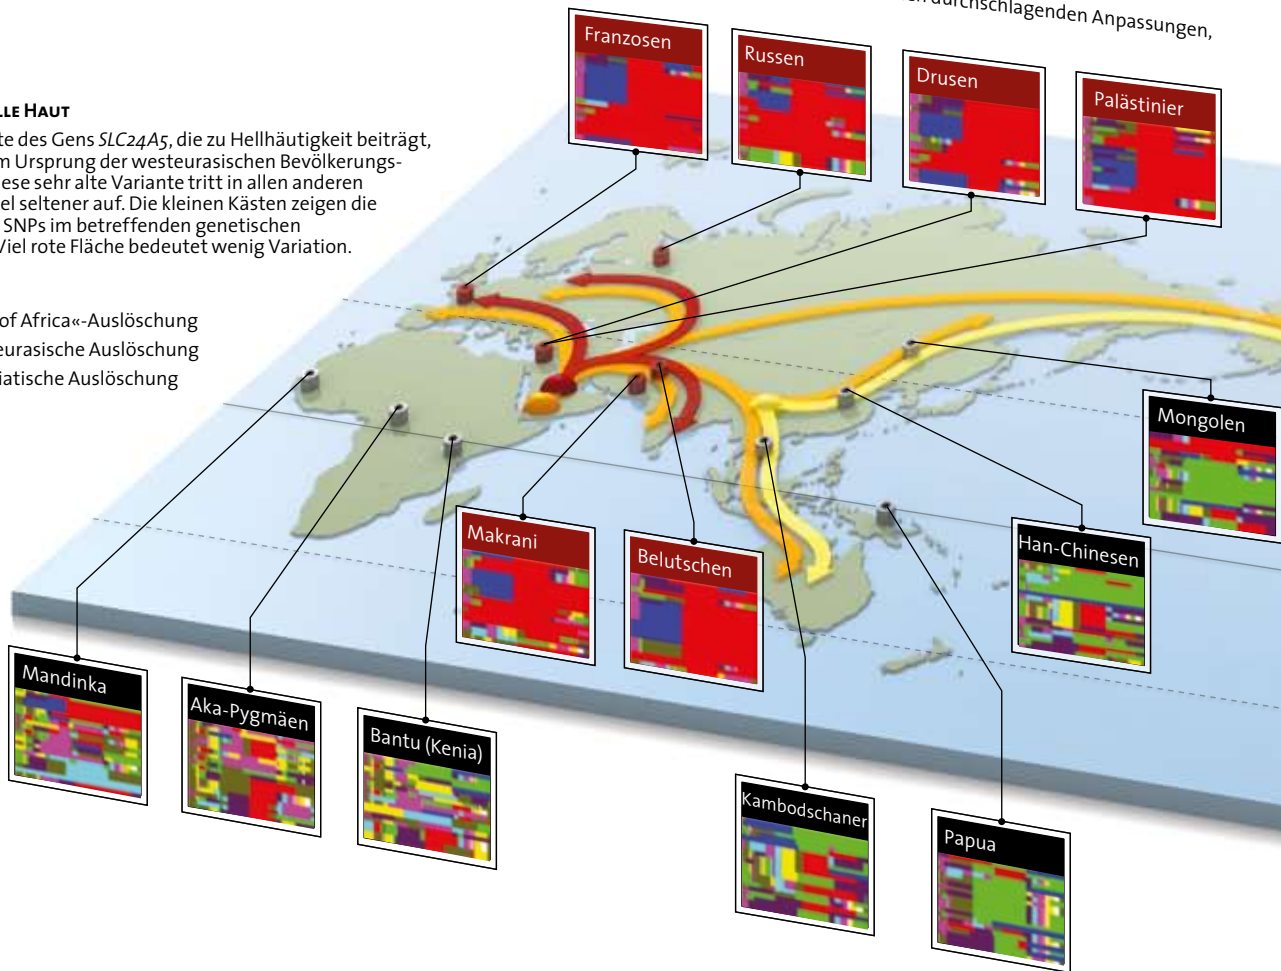 durchschlagenden Anpassungen,
LLE HAUT
te des Gens SLC24A5, die zu Hellhäutigkeit beiträgt,
m Ursprung der westeurasischen Bevölkerungs-
iese sehr alte Variante tritt in allen anderen
el seltener auf. Die kleinen Kästen zeigen die
SNPs im betreffenden genetischen
Viel rote Fläche bedeutet wenig Variation.
of Africa«-Auslöschung
eurasische Auslöschung
iatische Auslöschung
Franzosen
Russen
Drusen
Palästinier
Mongolen
Han-Chinesen
Makrani
Belutschen
Mandinka
Aka-Pygmäen
Bantu (Kenia)
Kambodschaner
Papua